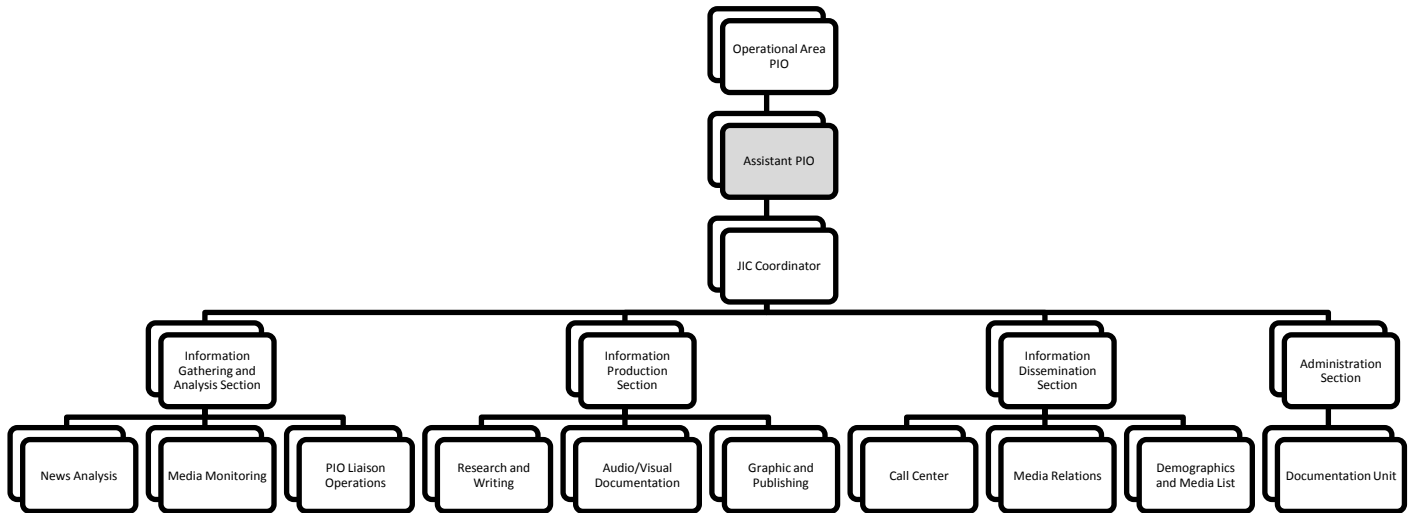 Operational Area
PIO
Assistant PIO
JIC Coordinator
Information
Gathering and
Analysis Section
Information
Production
Section
Information
Dissemination
Section
Administration
Section
News Analysis
Media Monitoring
PIO Liaison
Operations
Research and
Writing
Audio/Visual
Documentation
Graphic and
Publishing
Call Center
Media Relations
Demographics
and Media List
Documentation Unit